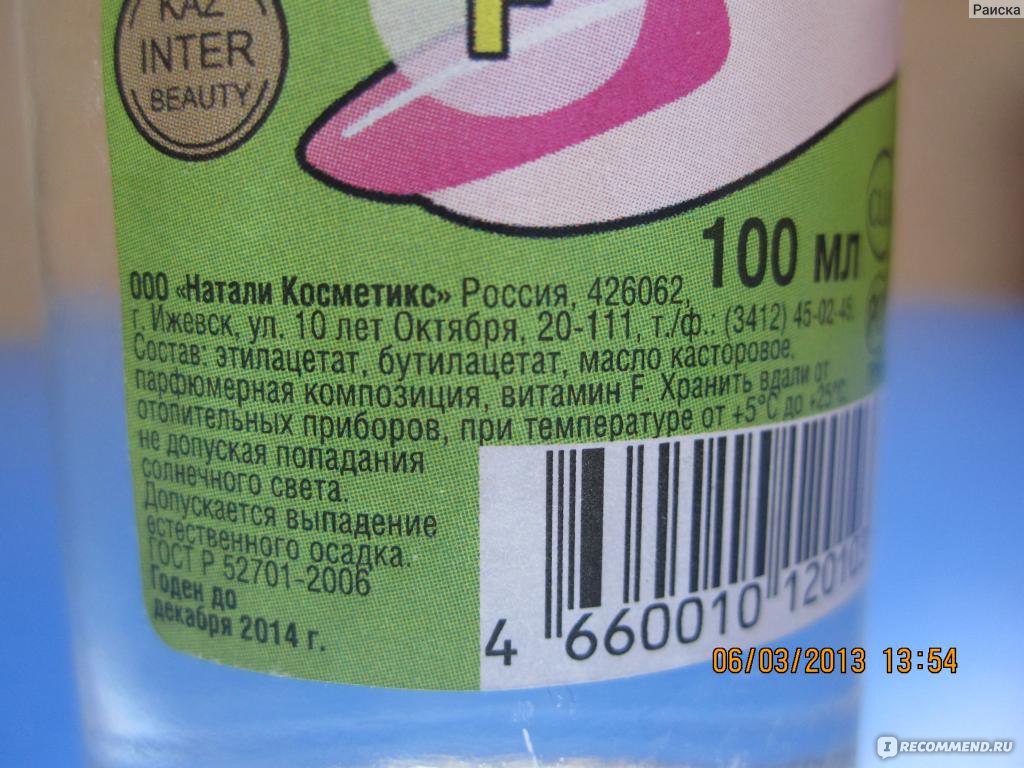 Раиска
KAZ
INTER
BEAUTY
F
100 мл
ООО «Натали Косметикс» Россия, 426062,
г. Ижевск, ул. 10 лет Октября, 20-111, т./ф.: (3412) 45-02-45.
Состав: этилацетат, бутилацетат, масло касторовое,
парфюмерная композиция, витамин F. Хранить вдали от
отопительных приборов, при температуре от +5°С до +25°С,
не допуская попадания
солнечного света.
Допускается выпадение
естественного осадка.
ГОСТ Р 52701-2006
Годен до
декабря 2014 г.
4 660010 12010
06/03/2013 13:54
IRECOMMEND.RU